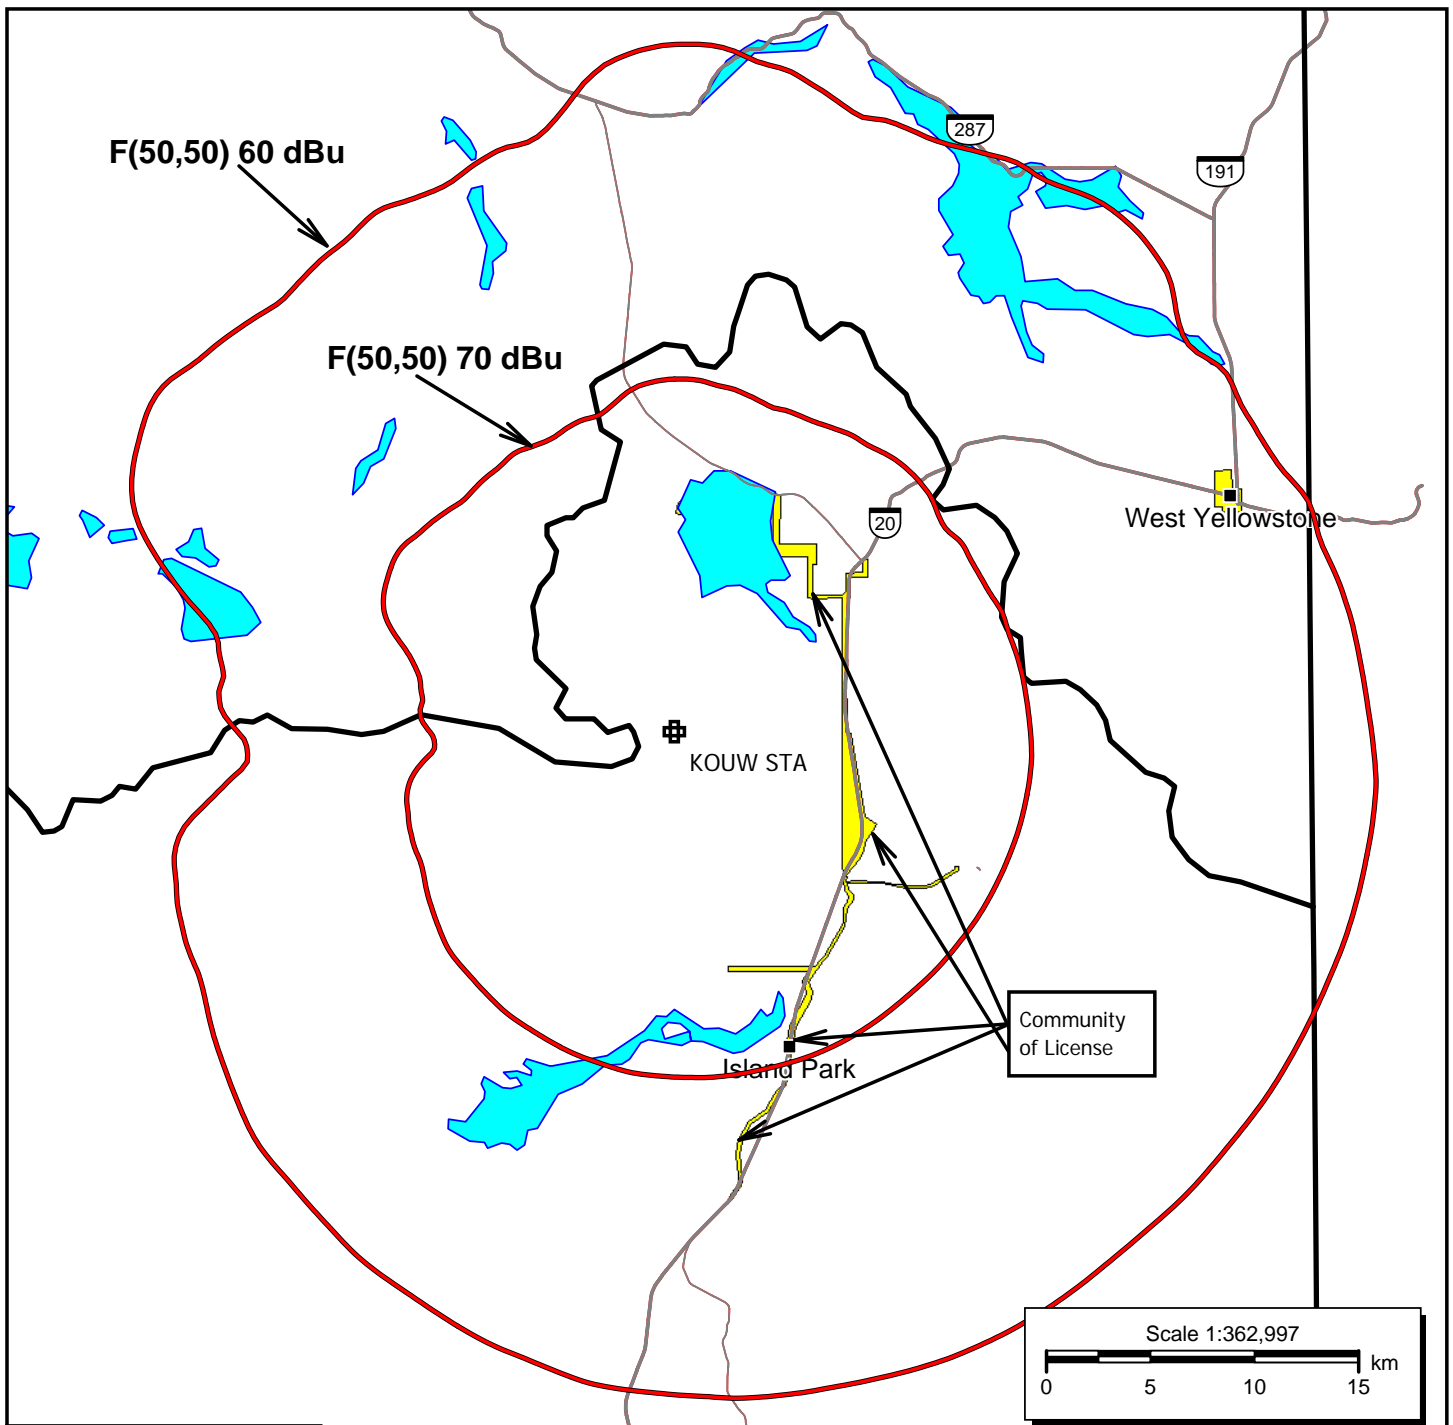 287
F(50,50) 60 dBu
191
F(50,50) 70 dBu
West Yellowstone
20
KOUW STA
Community
of License
Island Park
Scale 1:362,997
km
0 5 10 15